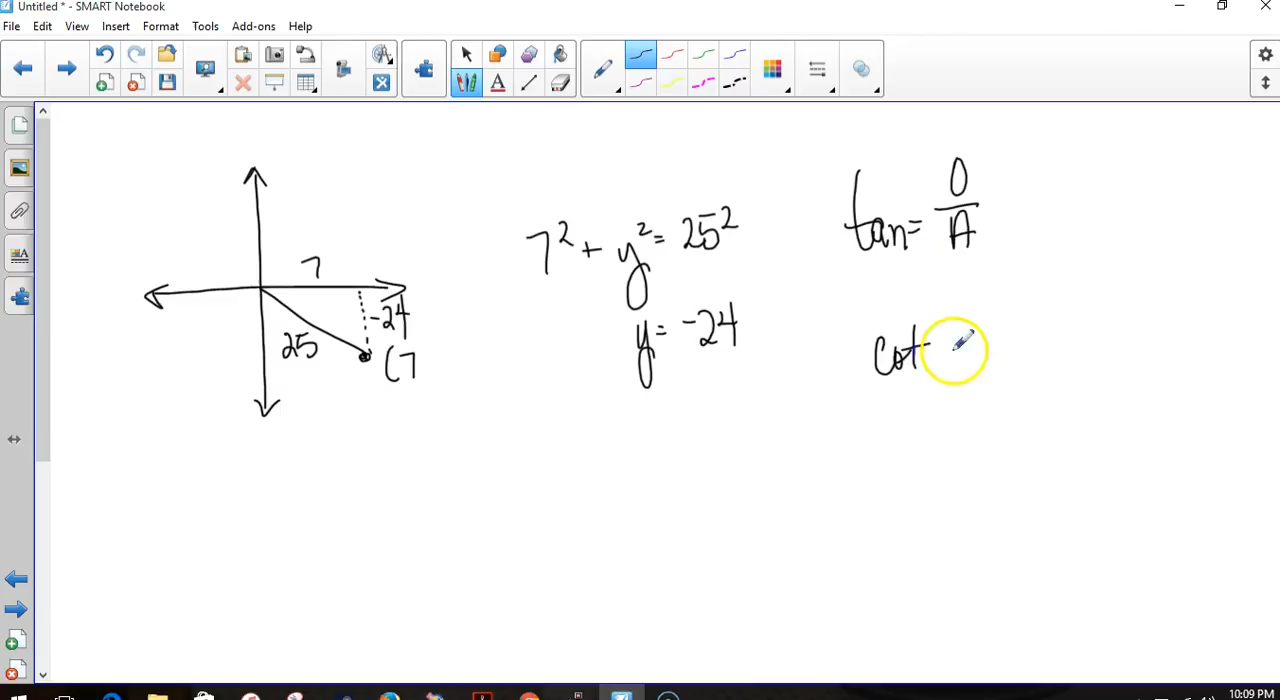 Untitled * - SMART Notebook
File Edit View Insert Format Tools Add-ons Help
7
-24
25
(7
7² + y² = 25²
y = -24
tan = O
A
cot
10:09 PM